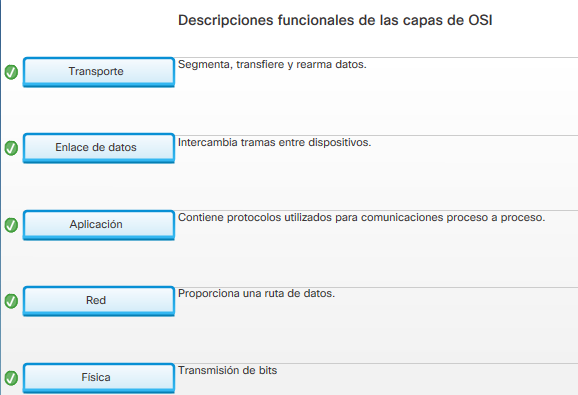 Descripciones funcionales de las capas de OSI
Transporte
Segmenta, transfiere y rearma datos.
Enlace de datos
Intercambia tramas entre dispositivos.
Aplicación
Contiene protocolos utilizados para comunicaciones proceso a proceso.
Red
Proporciona una ruta de datos.
Física
Transmisión de bits